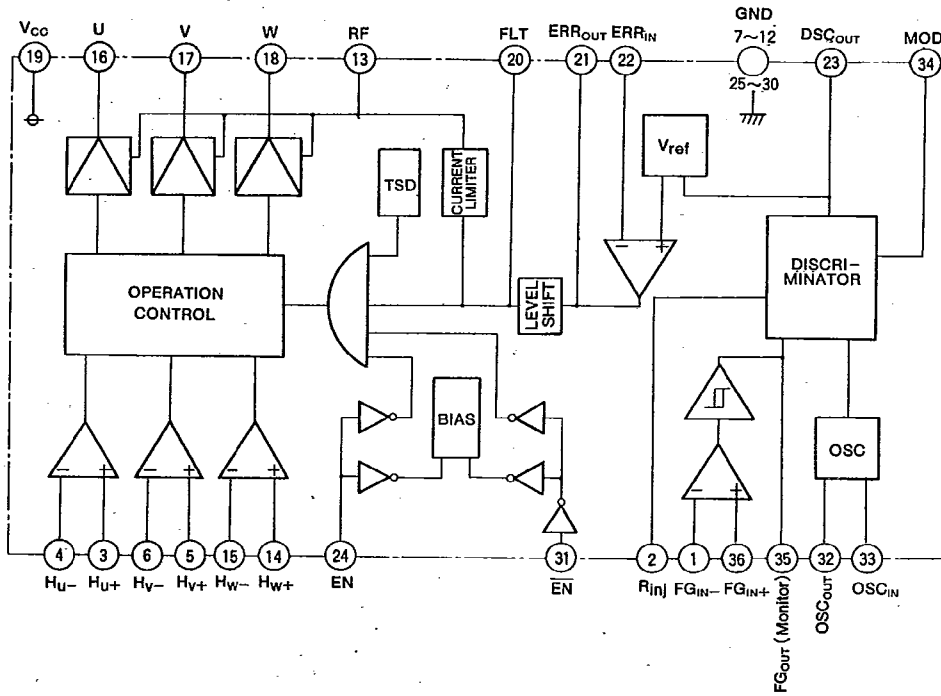 VCC U V W RF FLT ERROUT ERRIN GND DSCOUT MOD
7~12
19 16 17 18 13 20 21 22 23 34
25~30
Vref
TSD
CURRENT
LIMITER
- +
OPERATION
CONTROL
LEVEL
SHIFT
DISCRI-
MINATOR
BIAS
OSC
- + - + - + - +
4 3 6 5 15 14 24 31 2 1 36 35 32 33
HU- HU+ HV- HV+ HW- HW+ EN E̅N̅ Rinj FGIN- FGIN+ FGOUT (Monitor) OSCOUT OSCIN